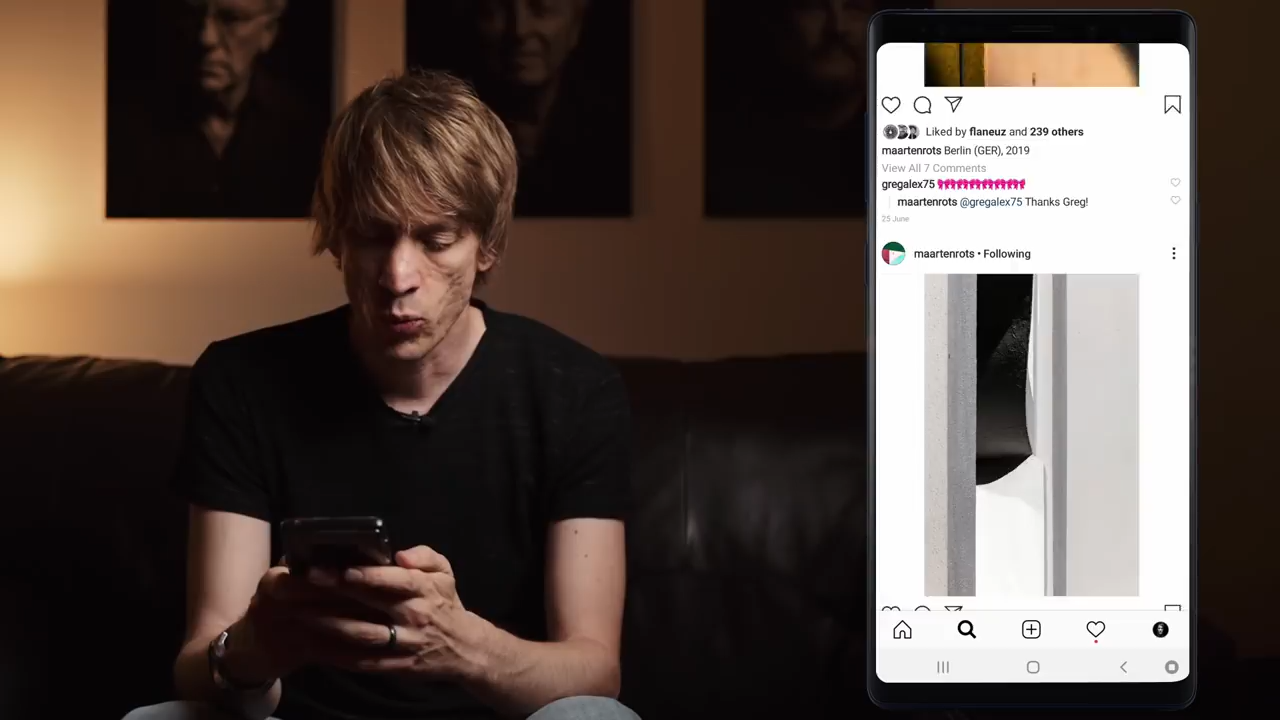 Liked by flaneuz and 239 others
maartenrots Berlin (GER), 2019
View All 7 Comments
gregalex75
maartenrots @gregalex75 Thanks Greg!
25 June
maartenrots • Following